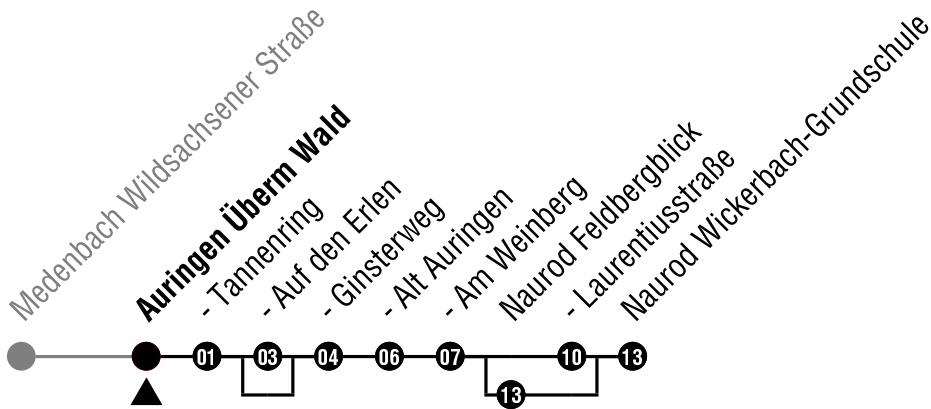 Medenbach Wildsachsener Straße
Auringen Überm Wald
- Tannenring
- Auf den Erlen
- Ginsterweg
- Alt Auringen
- Am Weinberg
Naurod Feldbergblick
- Laurentiusstraße
Naurod Wickerbach-Grundschule
01 03 04 06 07 10 13
13